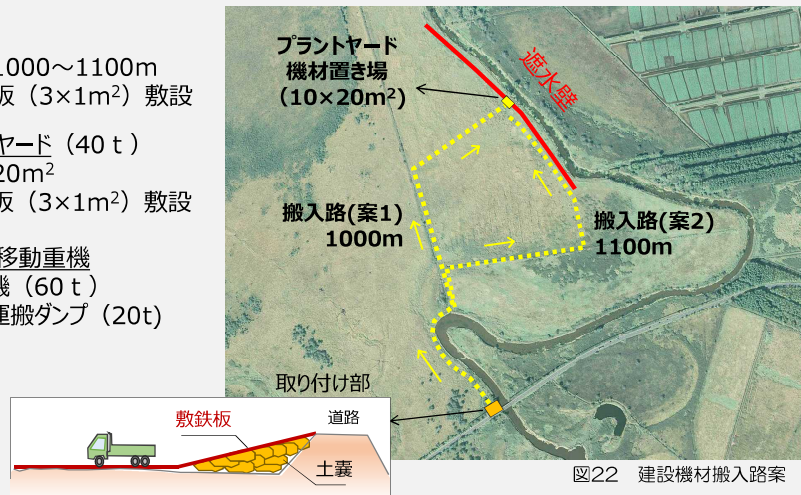 1000～1100m
板（3×1m²）敷設
ヤード（40ｔ）
20m²
板（3×1m²）敷設
移動重機
機（60ｔ）
運搬ダンプ（20t)
プラントヤード
機材置き場
（10×20m²）
遮水壁
搬入路(案1)
1000m
搬入路(案2)
1100m
取り付け部
敷鉄板
道路
土嚢
図22　建設機材搬入路案